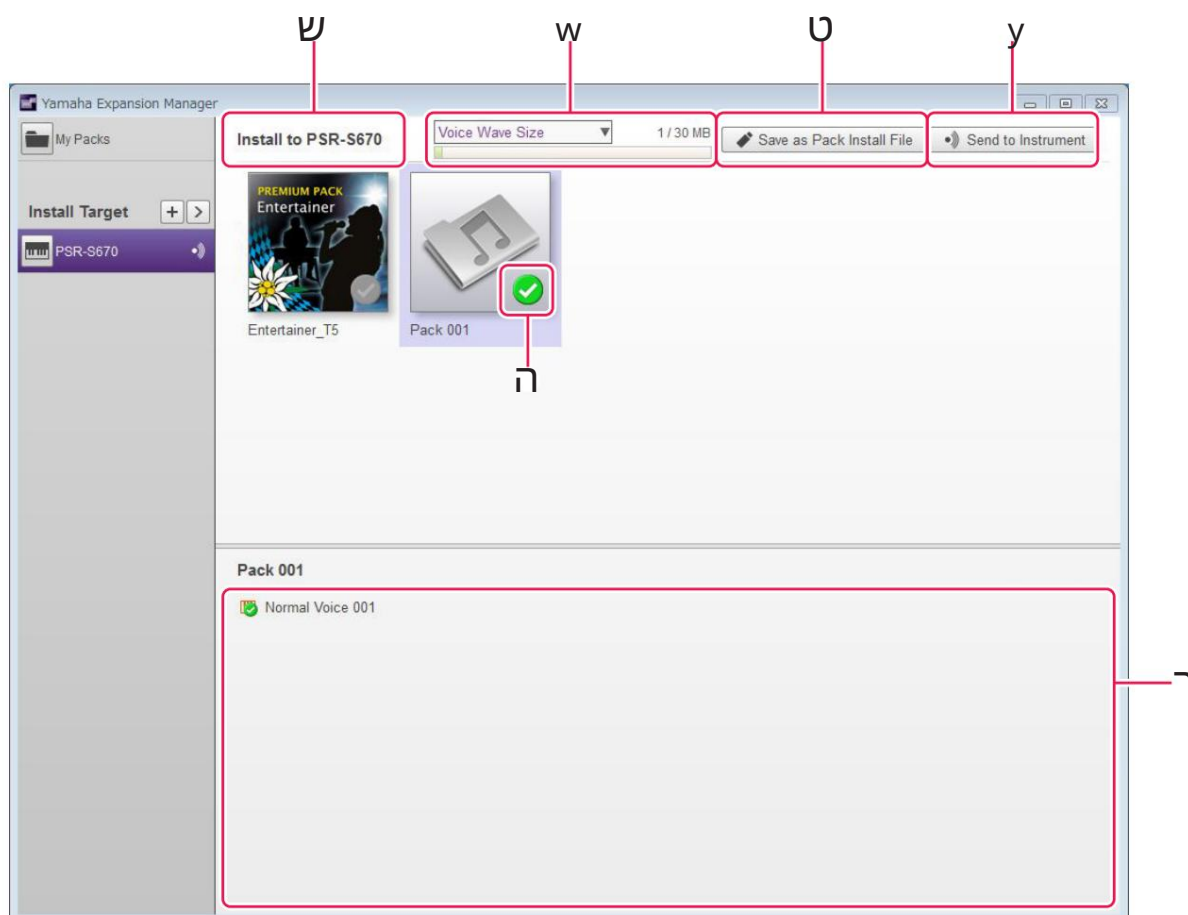 ש w ט y
Yamaha Expansion Manager
My Packs
Install to PSR-S670
Voice Wave Size
1 / 30 MB
Save as Pack Install File
Send to Instrument
Install Target
PSR-S670
PREMIUM PACK
Entertainer
Entertainer_T5
Pack 001
ה
Pack 001
Normal Voice 001